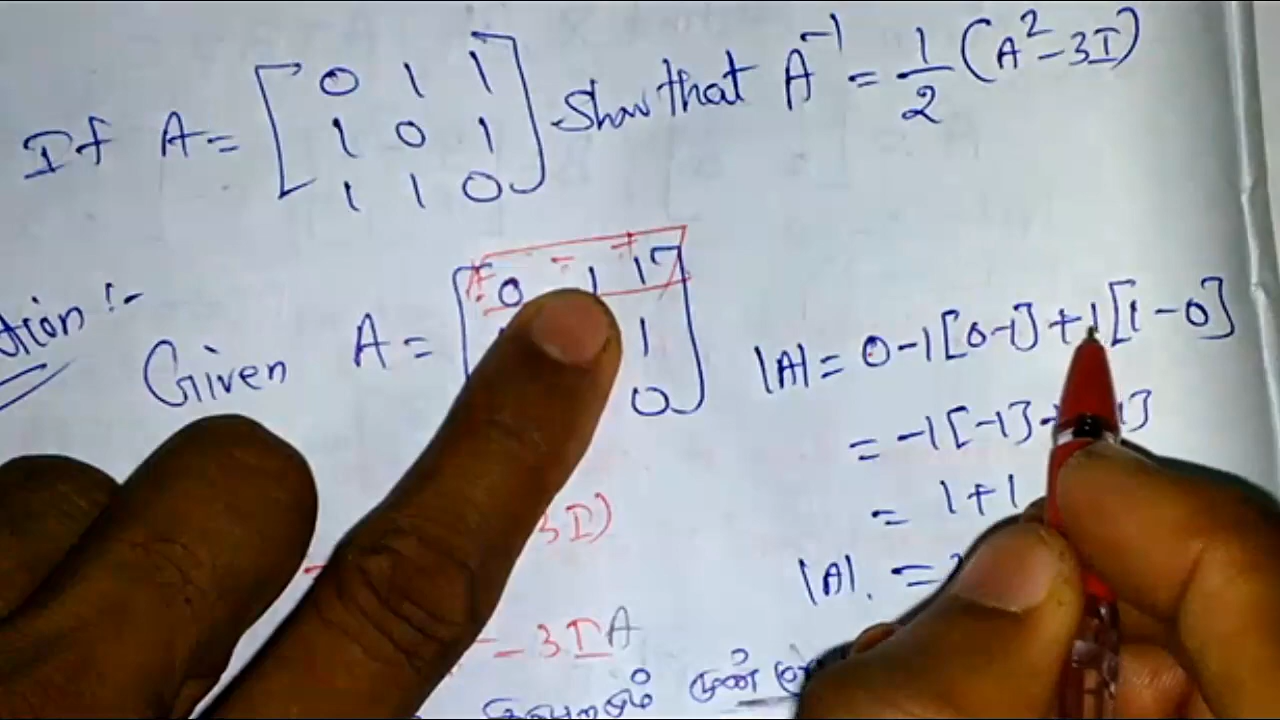 0 1 1
If A = 1 0 1 Show that A⁻¹ = 1/2 (A² - 3I)
1 1 0
- +
0 1 1
Given A = 1
0
|A| = 0 - 1[0-1] + 1[1-0]
= -1[-1]
= 1+1
|A| =
3I)
- 3IA
முன்